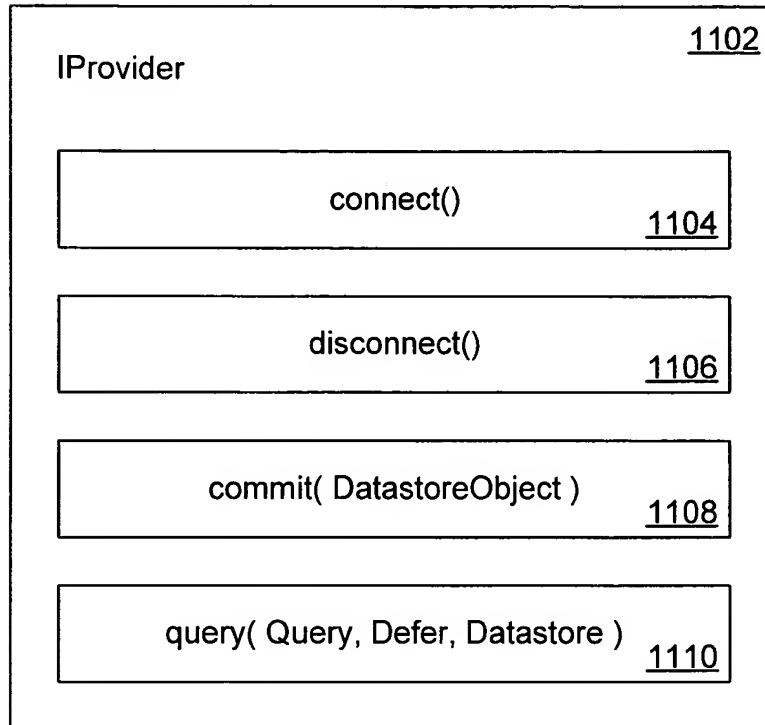 1102
IProvider
connect()
1104
disconnect()
1106
commit( DatastoreObject )
1108
query( Query, Defer, Datastore )
1110